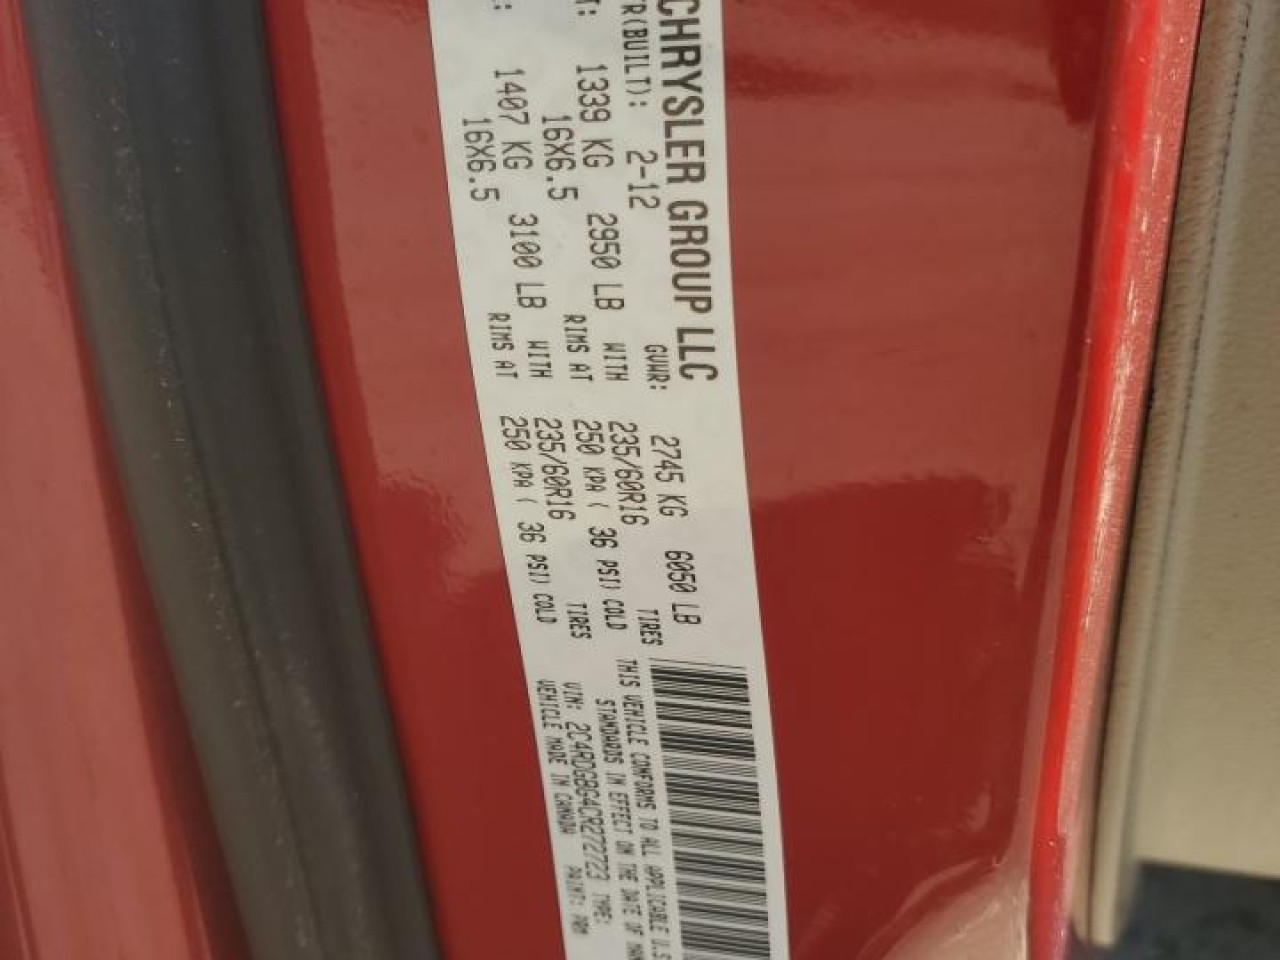 CHRYSLER GROUP LLC
(BUILT): 2-12 GVWR: 2745 KG 6050 LB
1339 KG 2950 LB WITH 235/60R16 TIRES
16X6.5 RIMS AT 250 KPA ( 36 PSI) COLD
1407 KG 3100 LB WITH 235/60R16 TIRES
16X6.5 RIMS AT 250 KPA ( 36 PSI) COLD
THIS VEHICLE CONFORMS TO ALL APPLICABLE U.S
STANDARDS IN EFFECT ON THE DATE OF
VIN: 2C4RDGBG4CR272723 TYPE:
VEHICLE MADE IN CANADA PAINT: